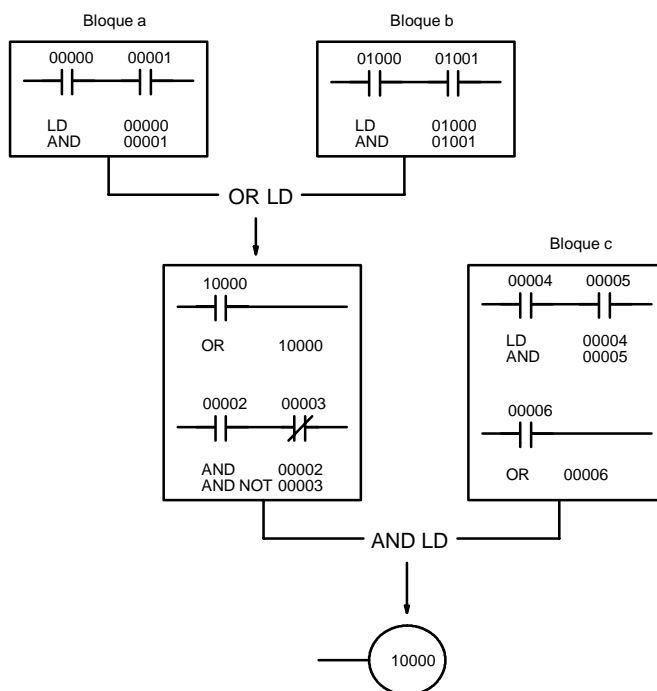 Bloque a
Bloque b
00000 00001
LD 00000
AND 00001
01000 01001
LD 01000
AND 01001
OR LD
10000
OR 10000
00002 00003
AND 00002
AND NOT 00003
Bloque c
00004 00005
LD 00004
AND 00005
00006
OR 00006
AND LD
10000